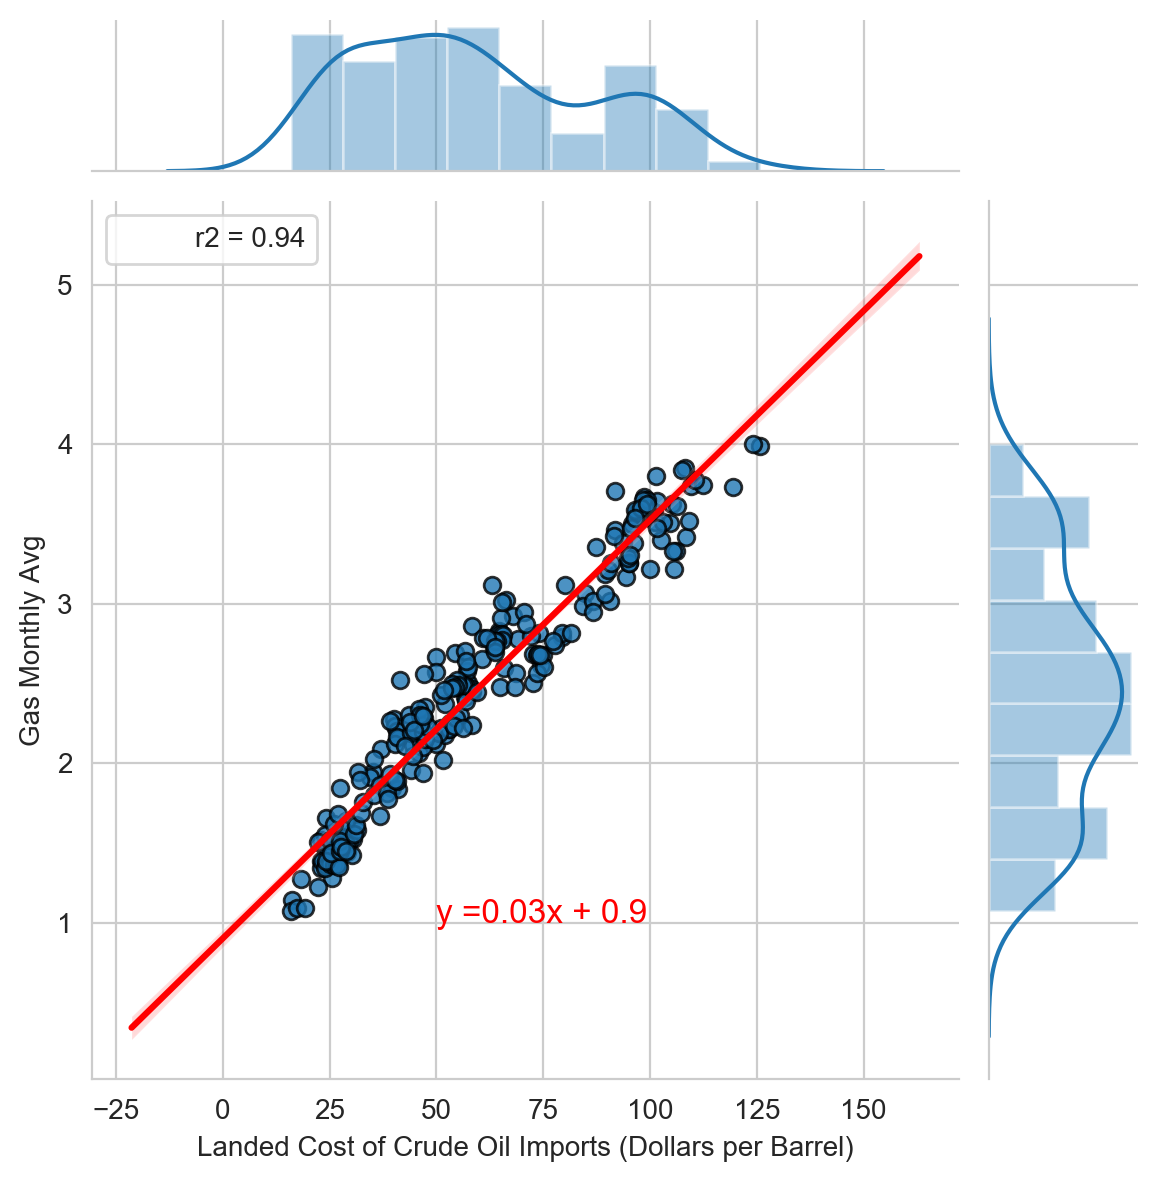 r2 = 0.94
5
4
3
2
1
Gas Monthly Avg
y =0.03x + 0.9
−25 0 25 50 75 100 125 150
Landed Cost of Crude Oil Imports (Dollars per Barrel)